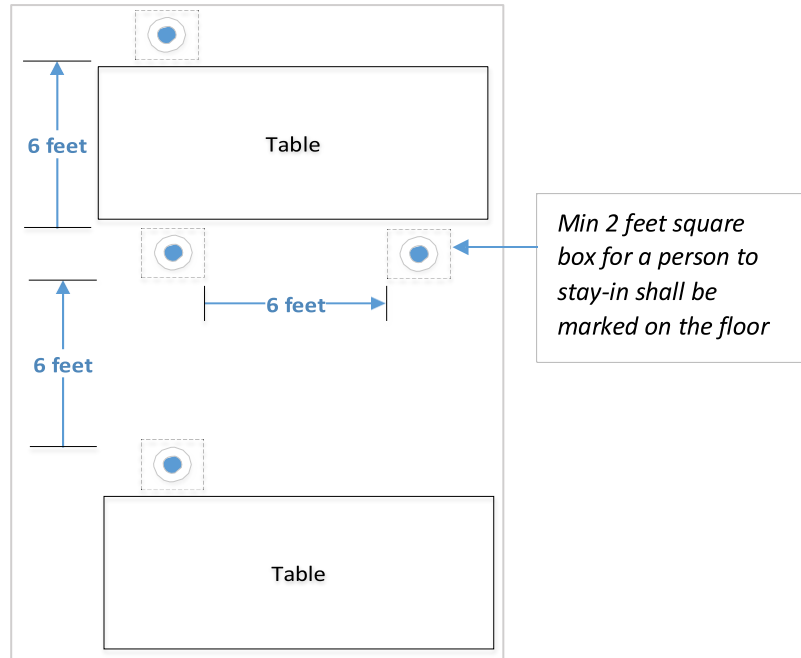 Table
6 feet
Min 2 feet square
box for a person to
stay-in shall be
marked on the floor
6 feet
6 feet
Table